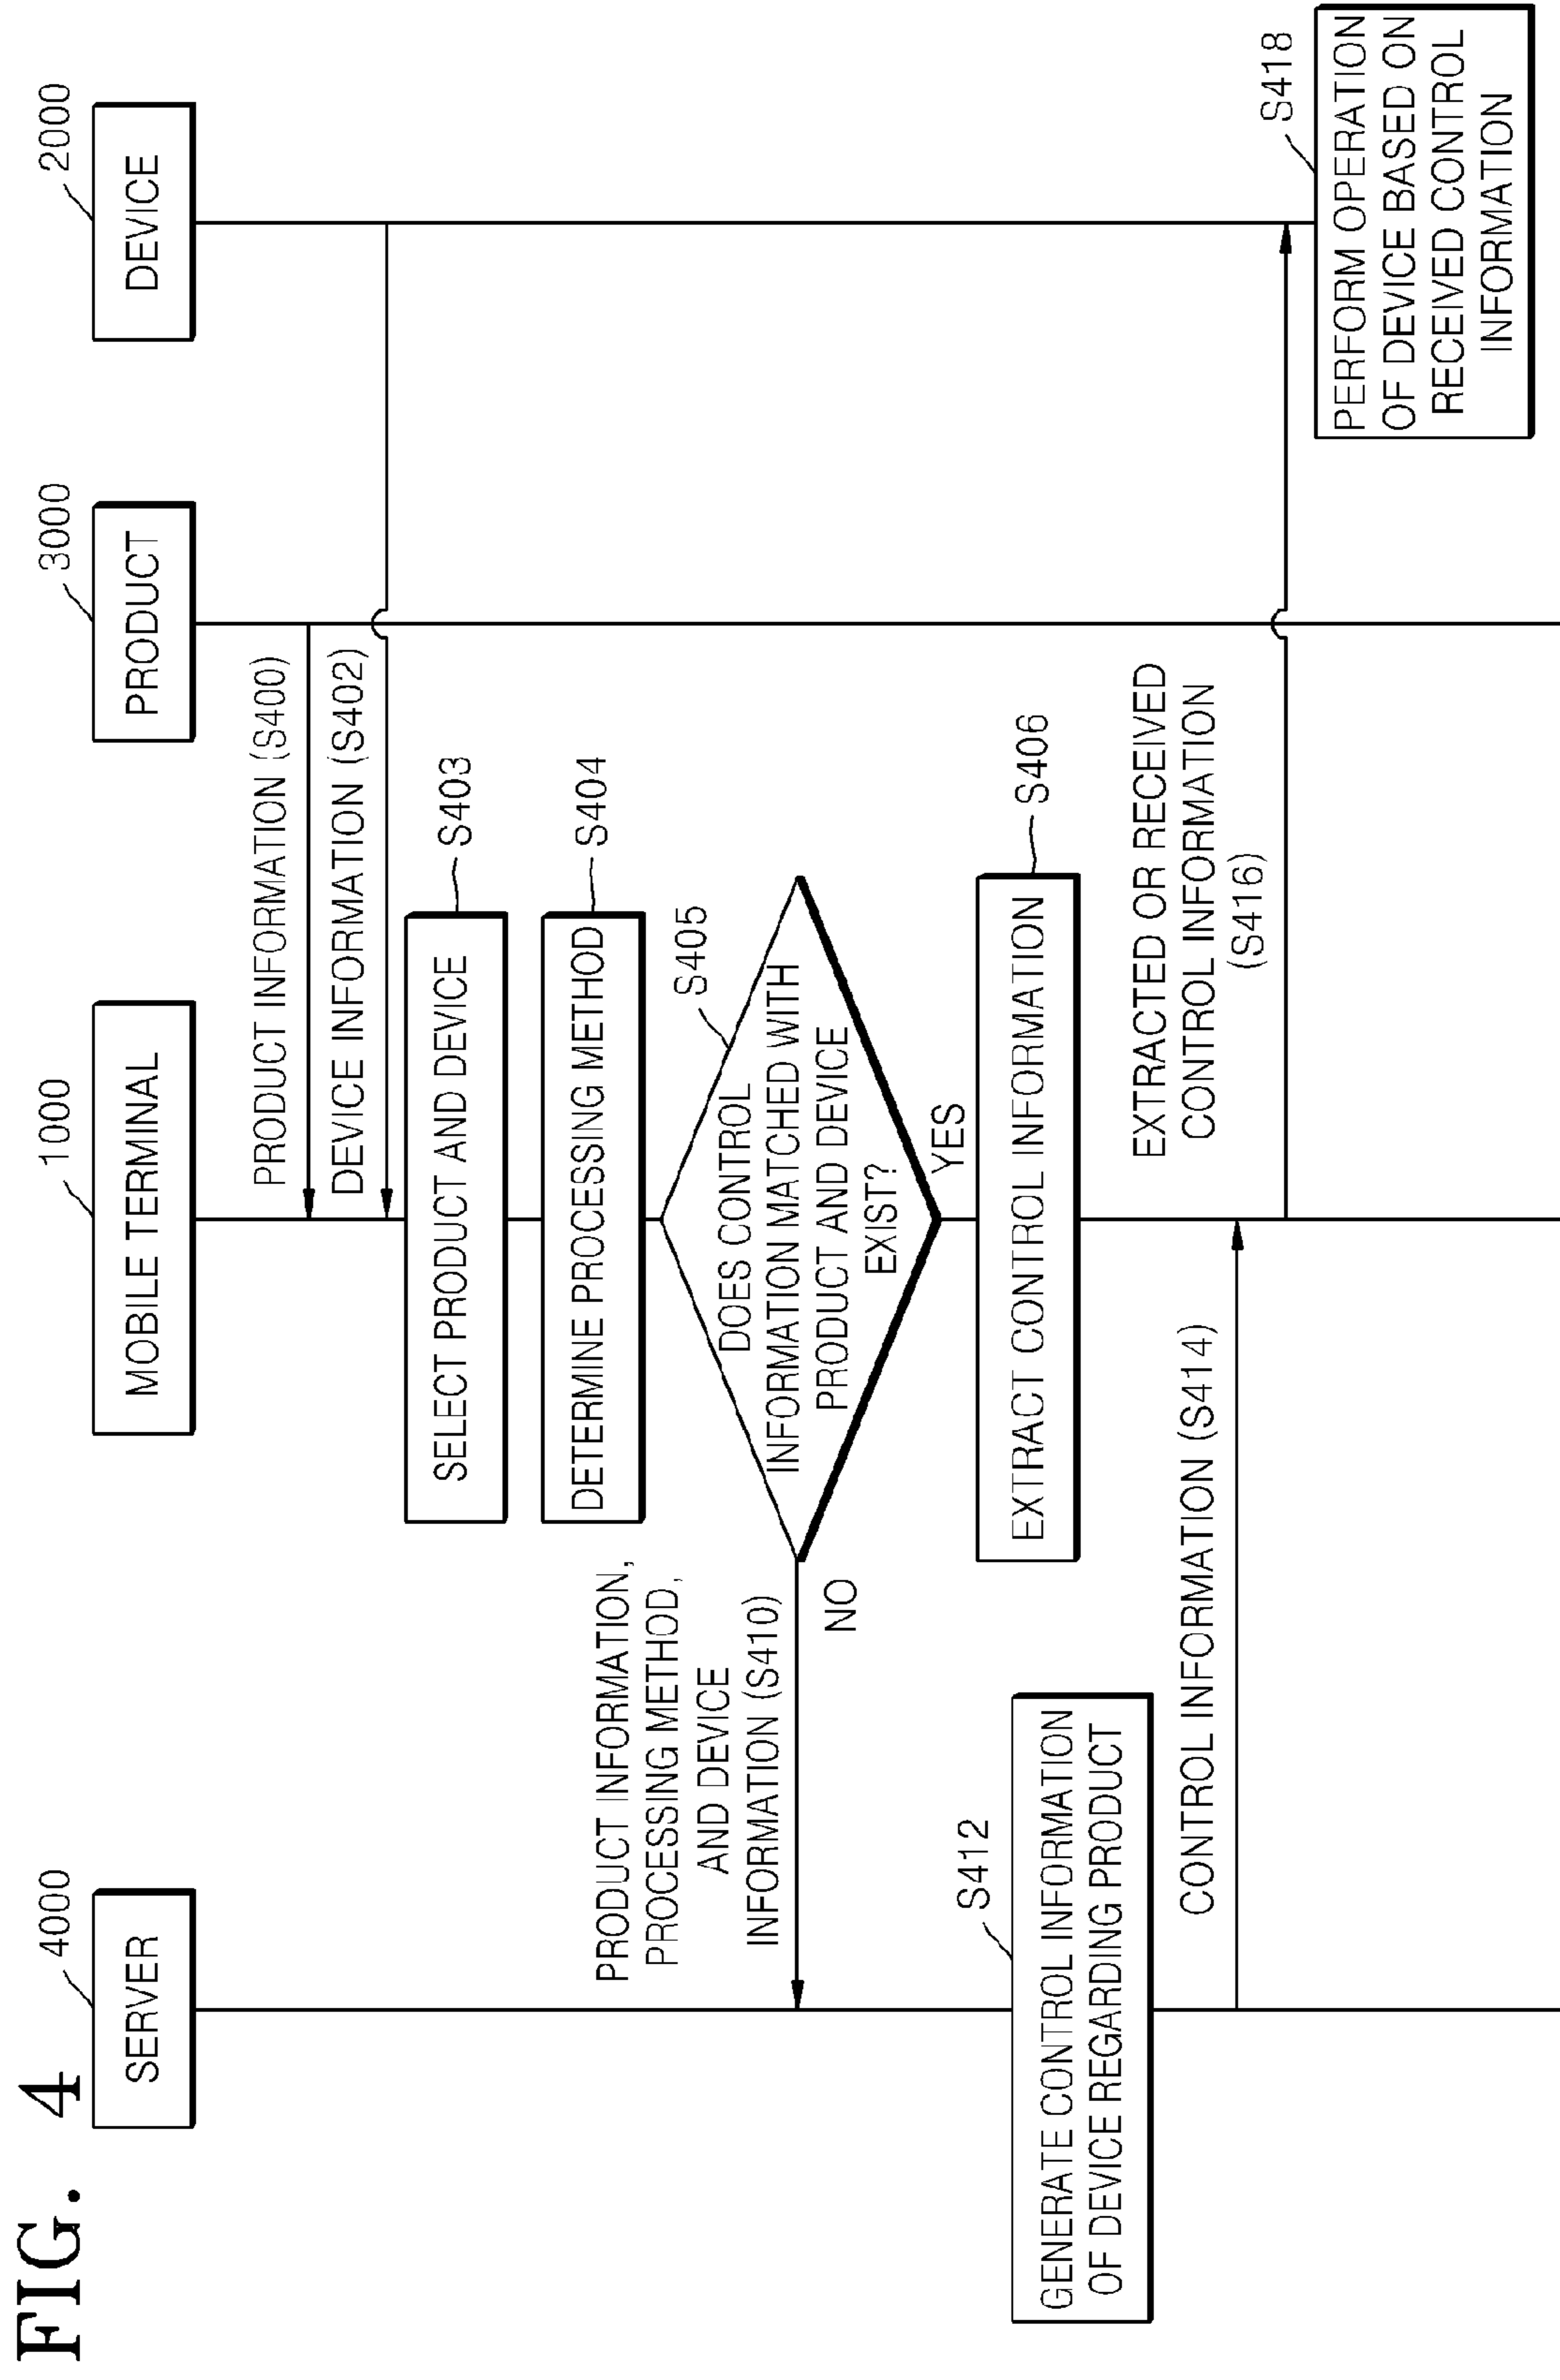 FIG. 4
4000
SERVER
1000
MOBILE TERMINAL
3000
PRODUCT
2000
DEVICE
PRODUCT INFORMATION (S400)
DEVICE INFORMATION (S402)
SELECT PRODUCT AND DEVICE
S403
DETERMINE PROCESSING METHOD
S404
S405
DOES CONTROL
INFORMATION MATCHED WITH
PRODUCT AND DEVICE
EXIST?
PRODUCT INFORMATION,
PROCESSING METHOD,
AND DEVICE
INFORMATION (S410)
NO
YES
EXTRACT CONTROL INFORMATION
S406
S412
GENERATE CONTROL INFORMATION
OF DEVICE REGARDING PRODUCT
CONTROL INFORMATION (S414)
EXTRACTED OR RECEIVED
CONTROL INFORMATION
(S416)
S418
PERFORM OPERATION
OF DEVICE BASED ON
RECEIVED CONTROL
INFORMATION